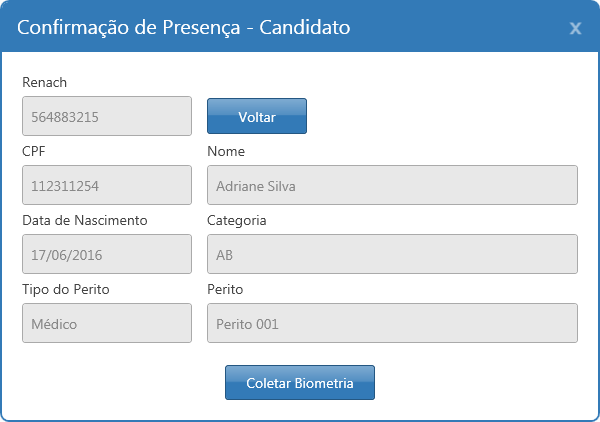 Confirmação de Presença - Candidato x
Renach
564883215 Voltar
CPF Nome
112311254 Adriane Silva
Data de Nascimento Categoria
17/06/2016 AB
Tipo do Perito Perito
Médico Perito 001
Coletar Biometria